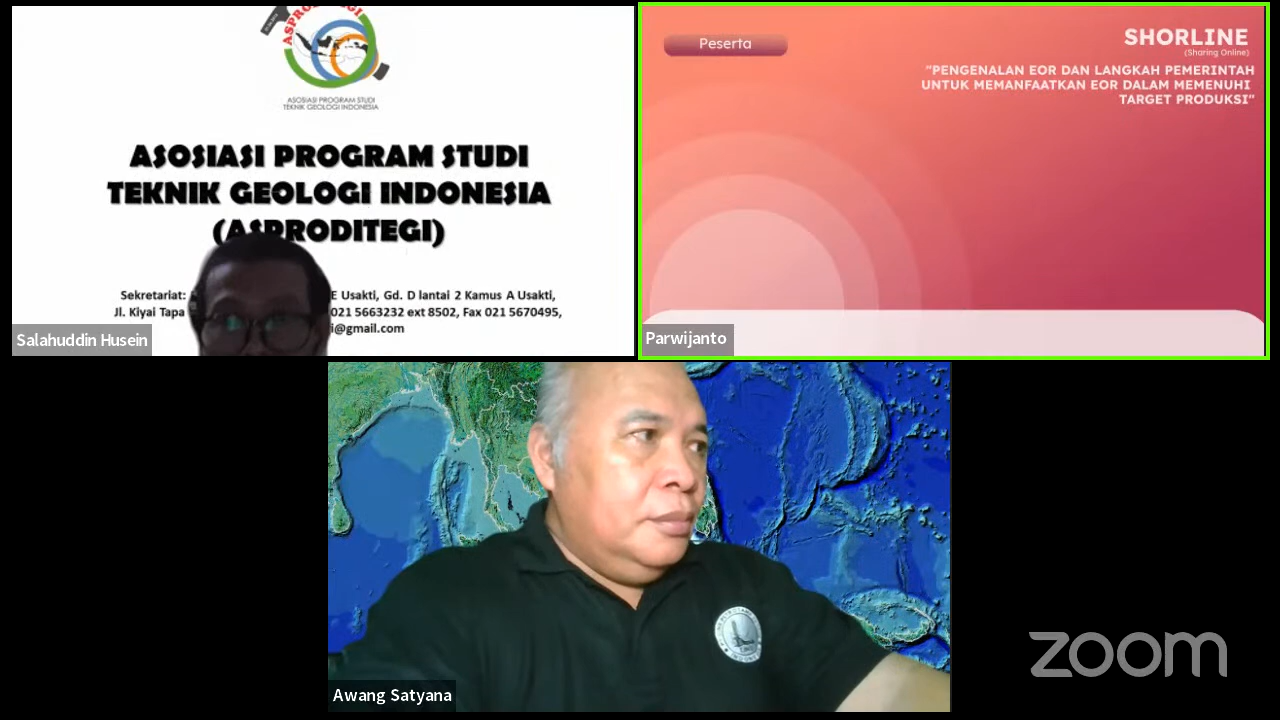 ASPRODITEGI
ASOSIASI PROGRAM STUDI
TEKNIK GEOLOGI INDONESIA
ASOSIASI PROGRAM STUDI
TEKNIK GEOLOGI INDONESIA
(ASPRODITEGI)
Sekretariat: E Usakti, Gd. D lantai 2 Kamus A Usakti,
Jl. Kiyai Tapa 021 5663232 ext 8502, Fax 021 5670495,
i@gmail.com
Salahuddin Husein
Peserta
SHORLINE
(Sharing Online)
"PENGENALAN EOR DAN LANGKAH PEMERINTAH
UNTUK MEMANFAATKAN EOR DALAM MEMENUHI
TARGET PRODUKSI"
Parwijanto
Awang Satyana
zoom